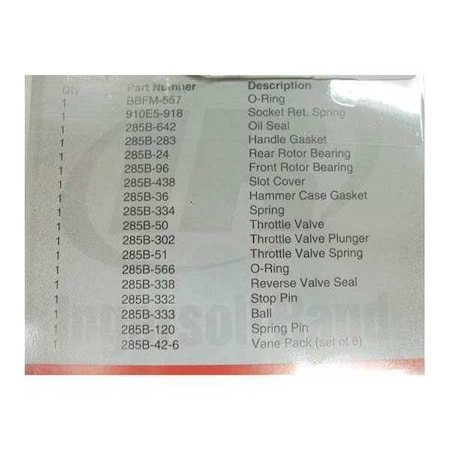 Qty Part Number Description
1 BBFM-557 O-Ring
1 910E5-918 Socket Ret. Spring
1 285B-642 Oil Seal
1 285B-283 Handle Gasket
1 285B-24 Rear Rotor Bearing
1 285B-96 Front Rotor Bearing
1 285B-438 Slot Cover
1 285B-36 Hammer Case Gasket
1 285B-334 Spring
1 285B-50 Throttle Valve
1 285B-302 Throttle Valve Plunger
1 285B-51 Throttle Valve Spring
1 285B-566 O-Ring
1 285B-338 Reverse Valve Seal
1 285B-332 Stop Pin
1 285B-333 Ball
1 285B-120 Spring Pin
1 285B-42-6 Vane Pack (set of 6)